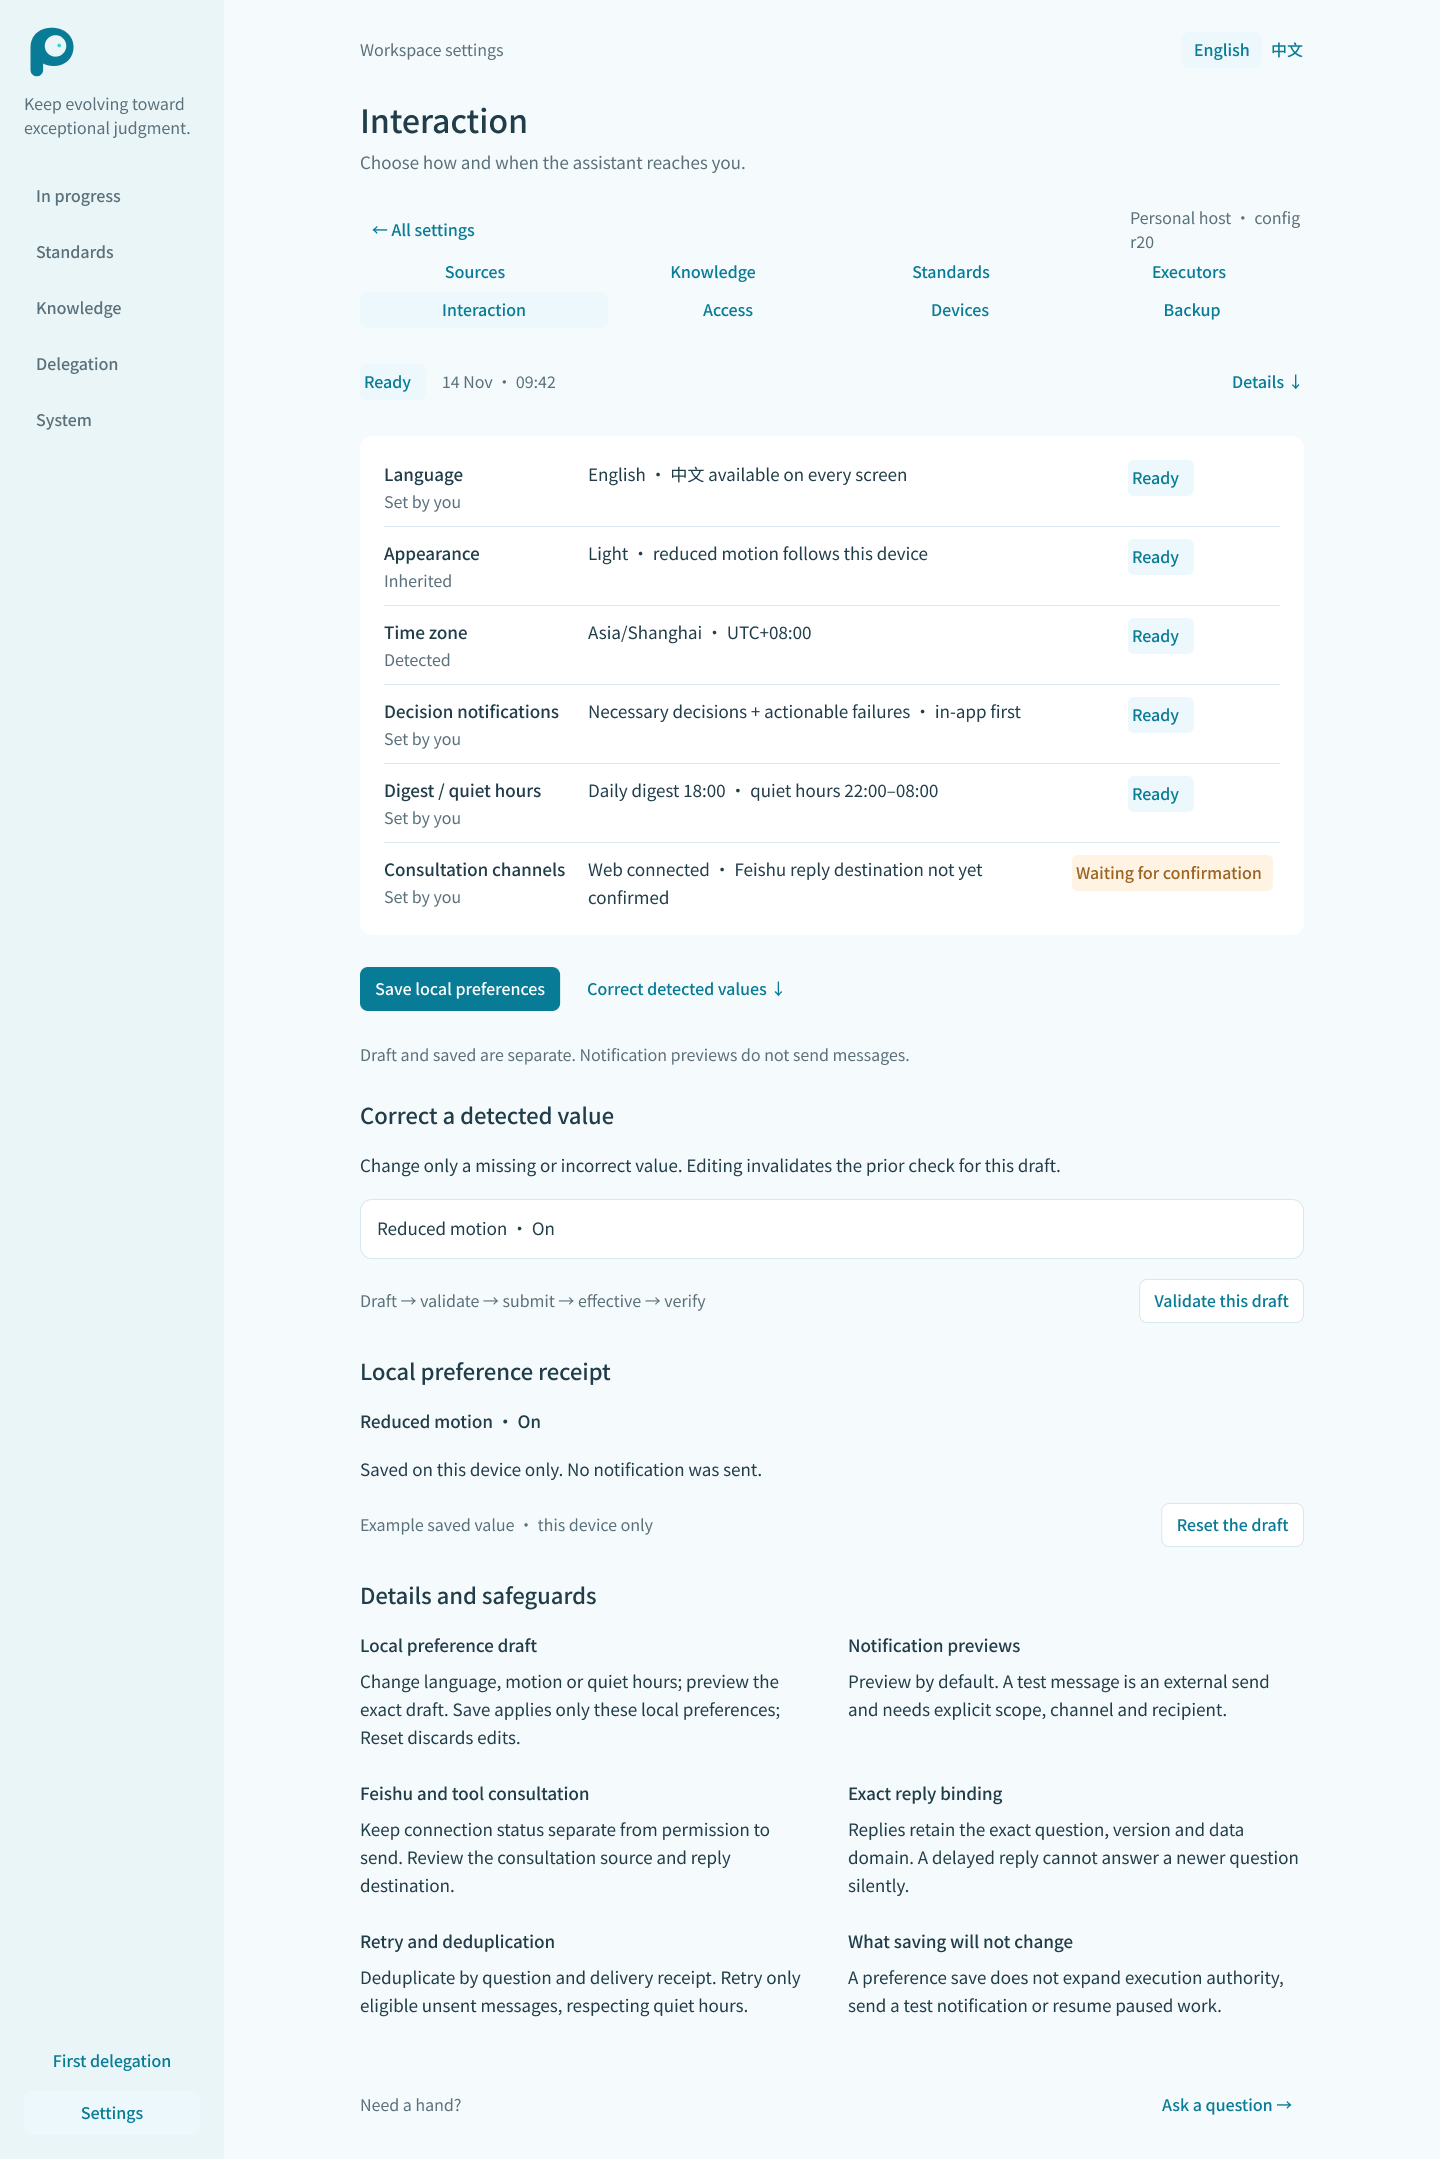 Keep evolving toward
exceptional judgment.
In progress
Standards
Knowledge
Delegation
System
First delegation
Settings
Workspace settings
English 中文
Interaction
Choose how and when the assistant reaches you.
← All settings
Personal host • config
r20
Sources Knowledge Standards Executors
Interaction Access Devices Backup
Ready 14 Nov • 09:42 Details ↓
Language English • 中文 available on every screen Ready
Set by you
Appearance Light • reduced motion follows this device Ready
Inherited
Time zone Asia/Shanghai • UTC+08:00 Ready
Detected
Decision notifications Necessary decisions + actionable failures • in-app first Ready
Set by you
Digest / quiet hours Daily digest 18:00 • quiet hours 22:00–08:00 Ready
Set by you
Consultation channels Web connected • Feishu reply destination not yet Waiting for confirmation
Set by you confirmed
Save local preferences Correct detected values ↓
Draft and saved are separate. Notification previews do not send messages.
Correct a detected value
Change only a missing or incorrect value. Editing invalidates the prior check for this draft.
Reduced motion • On
Draft → validate → submit → effective → verify Validate this draft
Local preference receipt
Reduced motion • On
Saved on this device only. No notification was sent.
Example saved value • this device only Reset the draft
Details and safeguards
Local preference draft
Change language, motion or quiet hours; preview the
exact draft. Save applies only these local preferences;
Reset discards edits.
Notification previews
Preview by default. A test message is an external send
and needs explicit scope, channel and recipient.
Feishu and tool consultation
Keep connection status separate from permission to
send. Review the consultation source and reply
destination.
Exact reply binding
Replies retain the exact question, version and data
domain. A delayed reply cannot answer a newer question
silently.
Retry and deduplication
Deduplicate by question and delivery receipt. Retry only
eligible unsent messages, respecting quiet hours.
What saving will not change
A preference save does not expand execution authority,
send a test notification or resume paused work.
Need a hand? Ask a question →